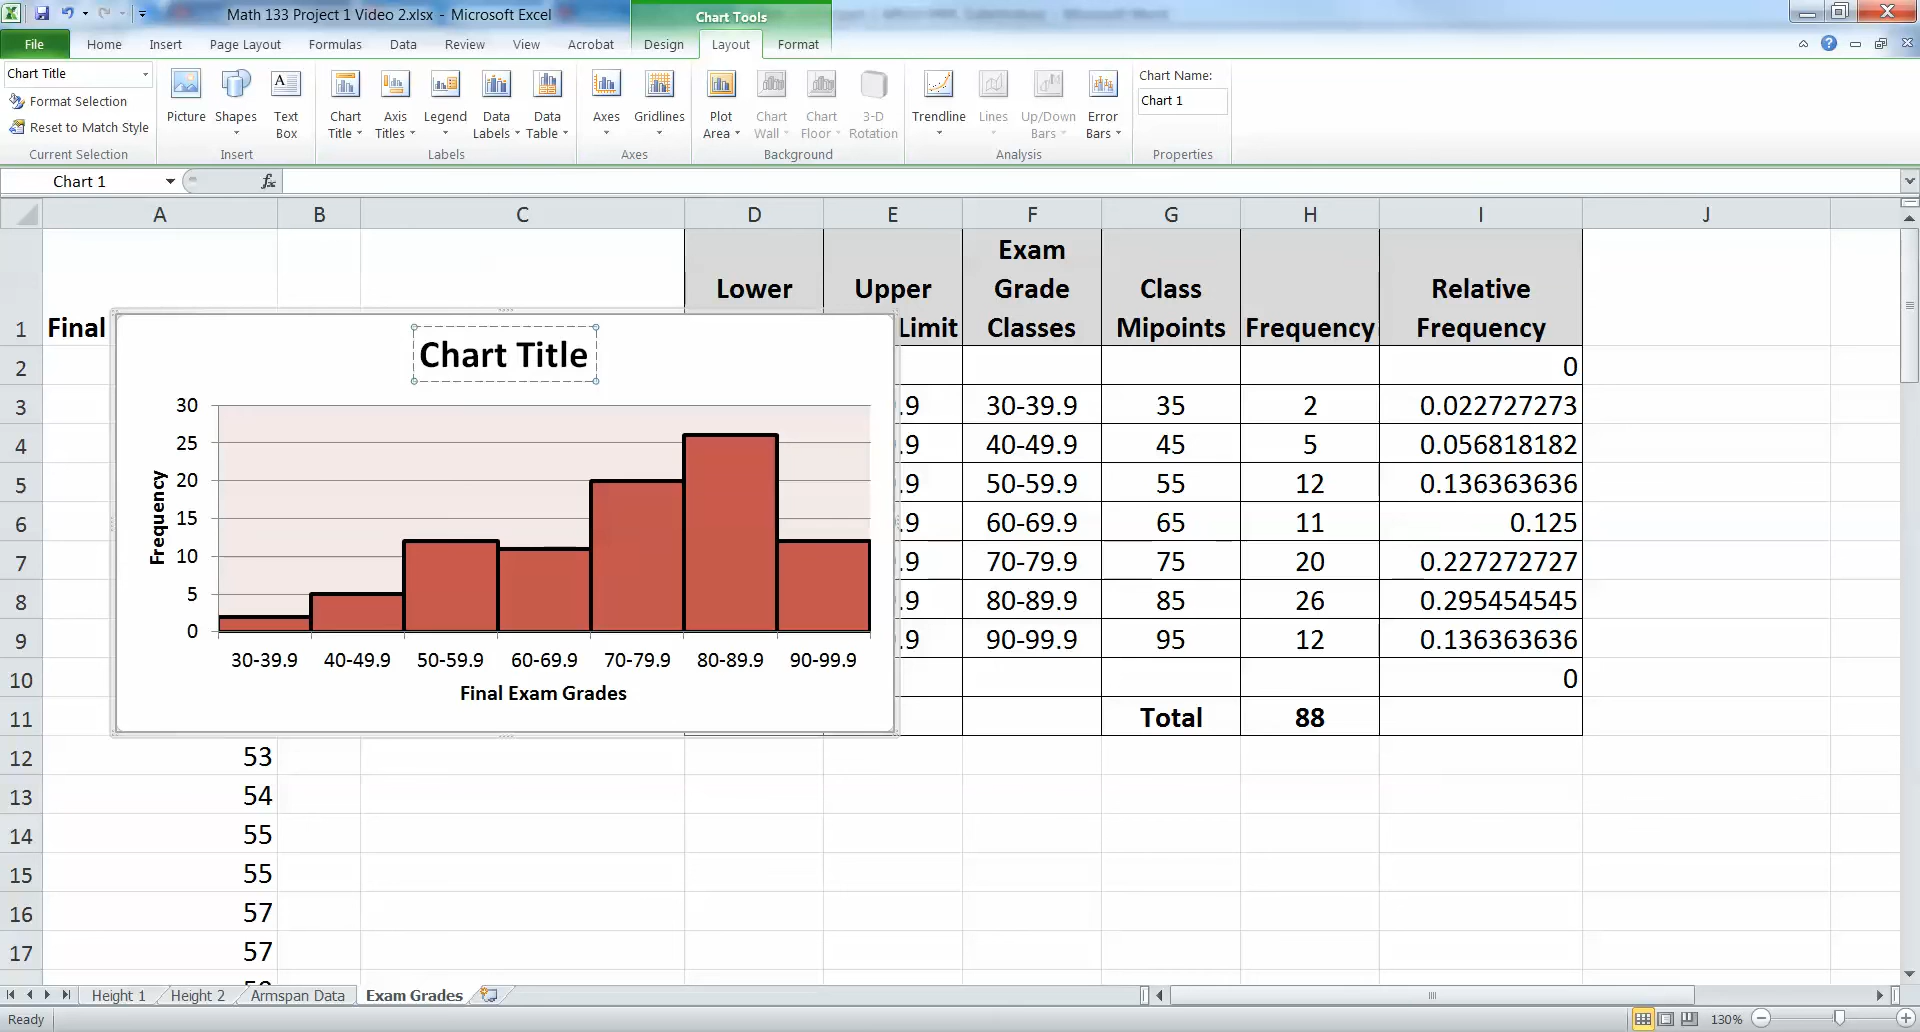 Math 133 Project 1 Video 2.xlsx - Microsoft Excel
Chart Tools
File Home Insert Page Layout Formulas Data Review View Acrobat Design Layout Format
Chart Title
Format Selection
Reset to Match Style
Current Selection
Picture Shapes Text Box
Insert
Chart Title Axis Titles Legend Data Labels Data Table
Labels
Axes Gridlines
Axes
Plot Area Chart Wall Chart Floor 3-D Rotation
Background
Trendline Lines Up/Down Bars Error Bars
Analysis
Chart Name:
Chart 1
Properties
Chart 1 fx
A B C D E F G H I J
1 Final Lower Upper Limit Exam Grade Classes Class Mipoints Frequency Relative Frequency
2 0
3 .9 30-39.9 35 2 0.022727273
4 .9 40-49.9 45 5 0.056818182
5 .9 50-59.9 55 12 0.136363636
6 .9 60-69.9 65 11 0.125
7 .9 70-79.9 75 20 0.227272727
8 .9 80-89.9 85 26 0.295454545
9 .9 90-99.9 95 12 0.136363636
10 0
11 Total 88
12 53
13 54
14 55
15 55
16 57
17 57
Chart Title
30
25
20
15
10
5
0
Frequency
30-39.9 40-49.9 50-59.9 60-69.9 70-79.9 80-89.9 90-99.9
Final Exam Grades
Height 1 Height 2 Armspan Data Exam Grades
Ready 130%